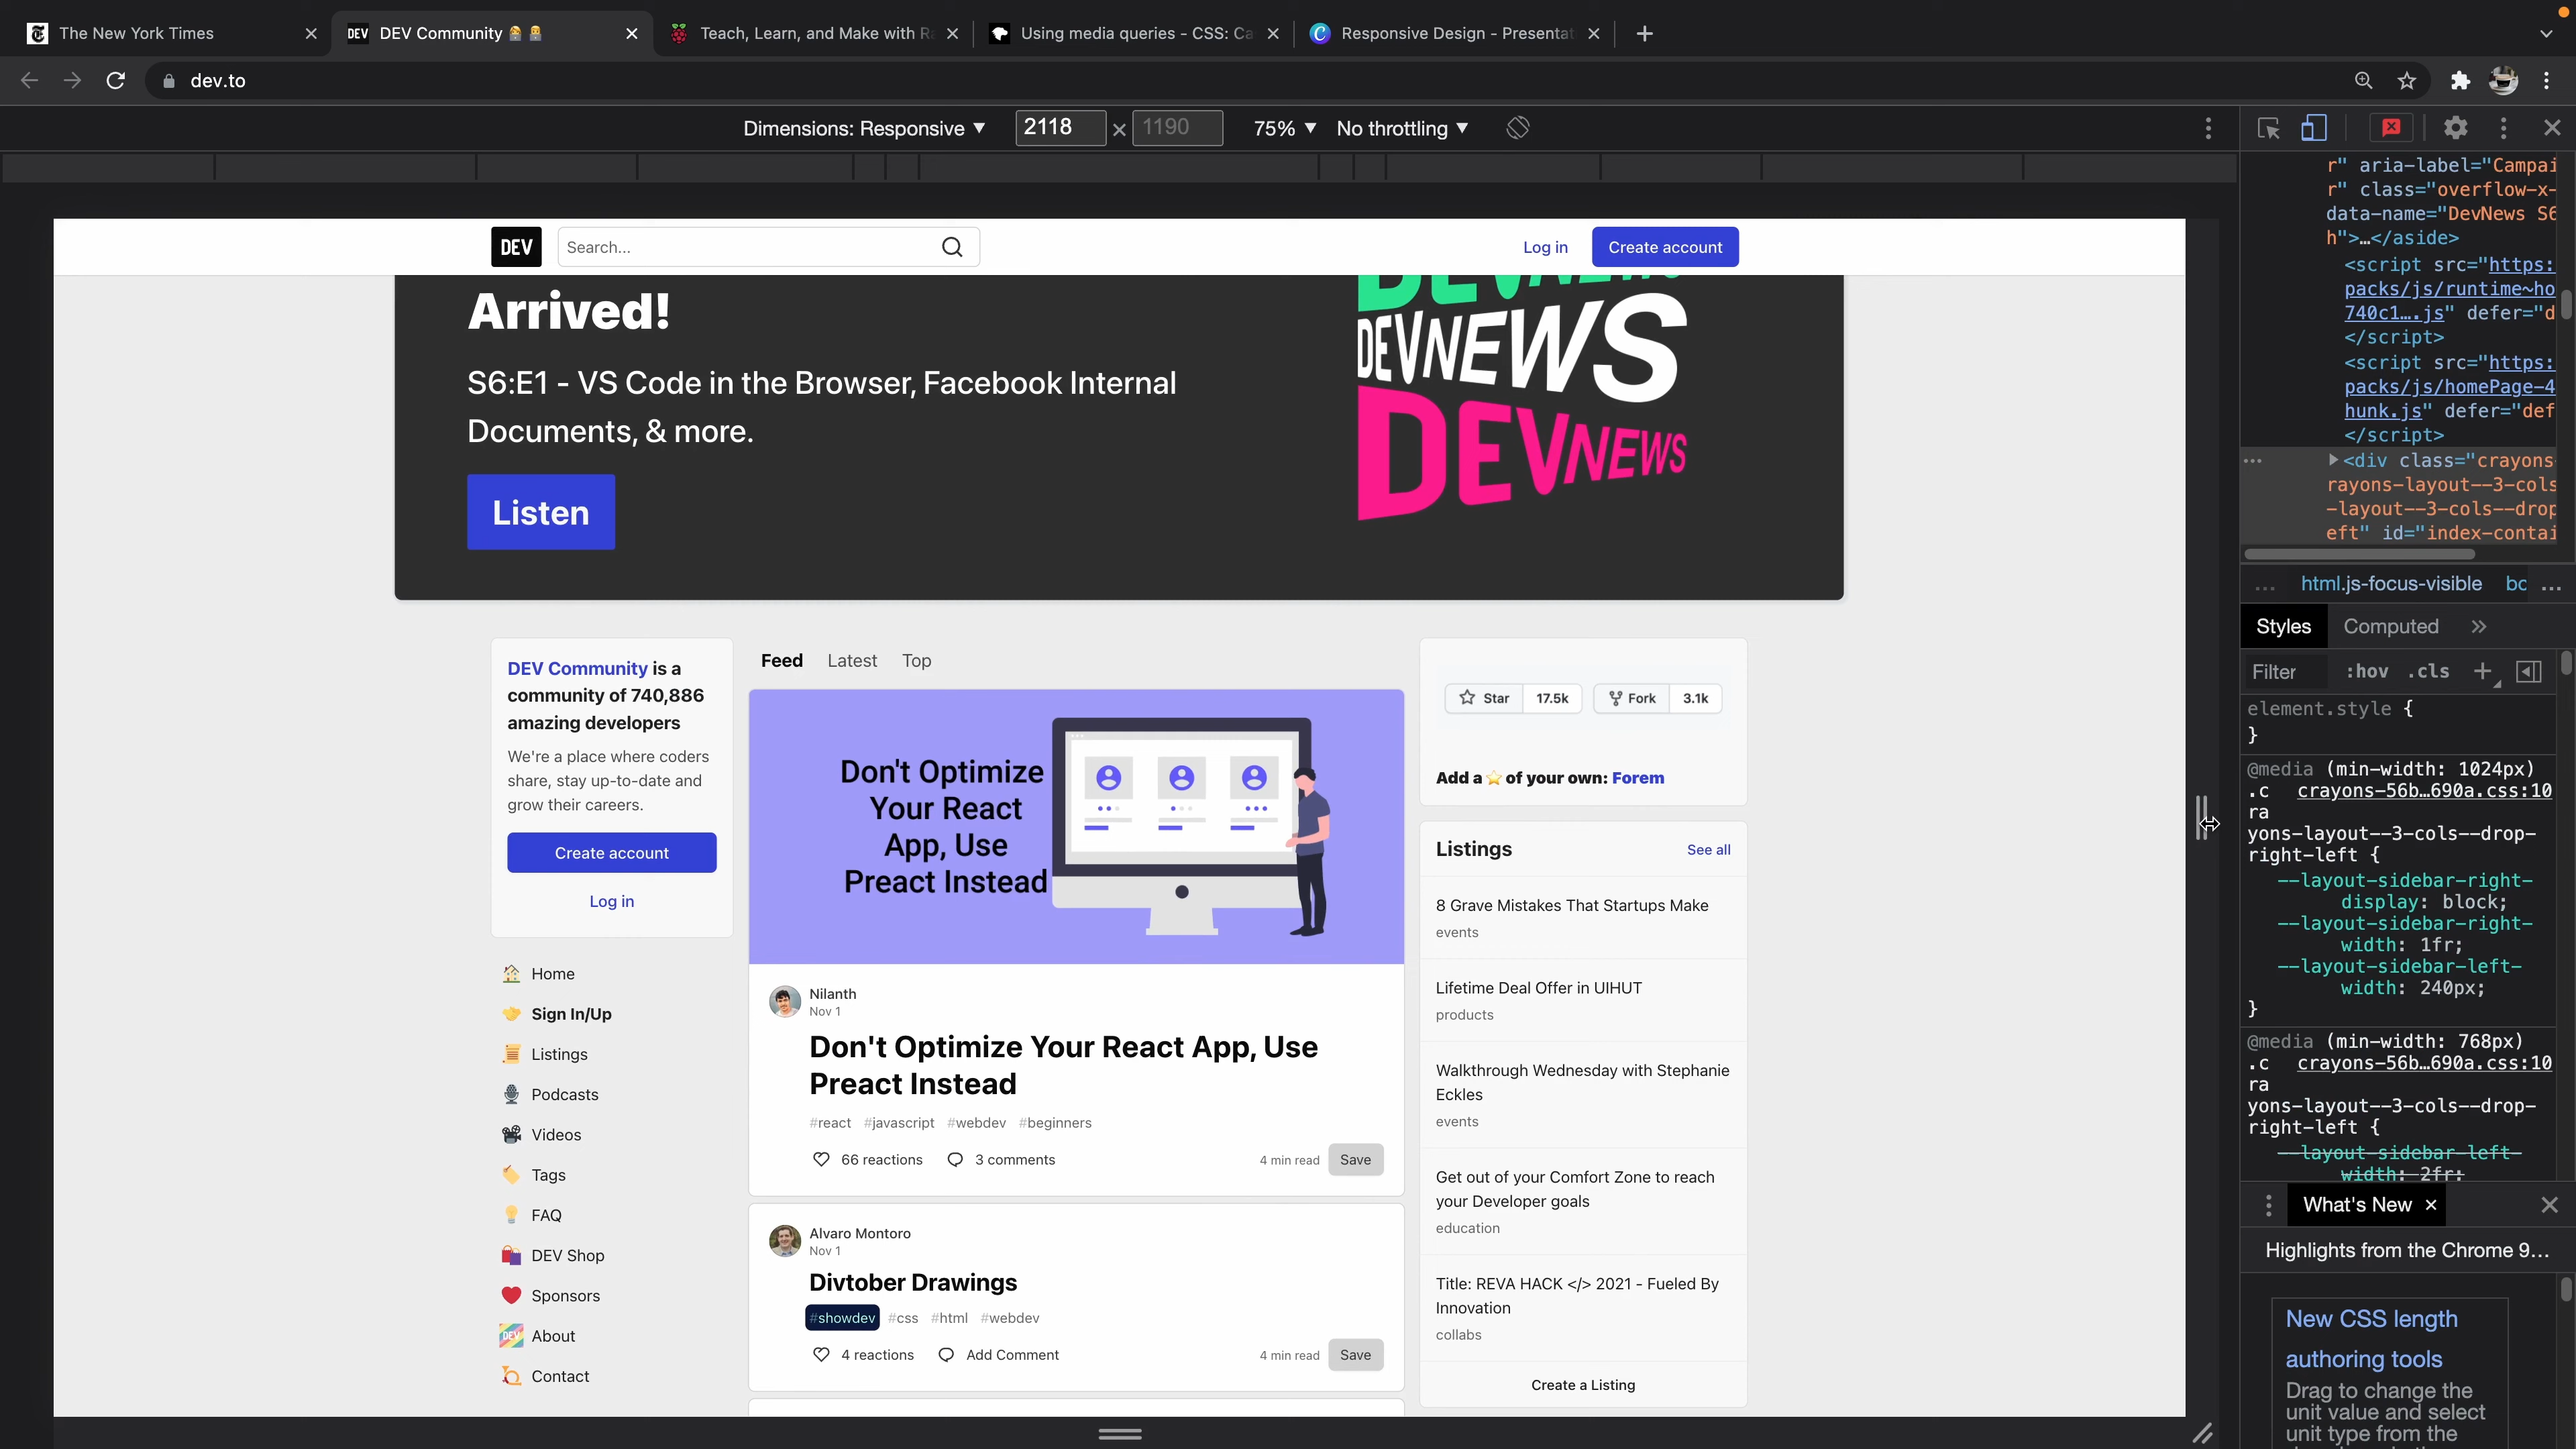 The New York Times
DEV DEV Community
Teach, Learn, and Make with Ra
Using media queries - CSS: Ca
Responsive Design - Presentat
dev.to
Dimensions: Responsive 2118 × 1190 75% No throttling
DEV Search... Log in Create account
Arrived!
S6:E1 - VS Code in the Browser, Facebook Internal
Documents, & more.
Listen
DEVNEWS
DEVNEWS
DEVNEWS
DEV Community is a
community of 740,886
amazing developers
We're a place where coders
share, stay up-to-date and
grow their careers.
Create account
Log in
Home
Sign In/Up
Listings
Podcasts
Videos
Tags
FAQ
DEV Shop
Sponsors
DEV About
Contact
Feed Latest Top
Don't Optimize
Your React
App, Use
Preact Instead
Nilanth
Nov 1
Don't Optimize Your React App, Use
Preact Instead
#react #javascript #webdev #beginners
66 reactions 3 comments 4 min read Save
Alvaro Montoro
Nov 1
Divtober Drawings
#showdev #css #html #webdev
4 reactions Add Comment 4 min read Save
Star 17.5k Fork 3.1k
Add a ⭐ of your own: Forem
Listings See all
8 Grave Mistakes That Startups Make
events
Lifetime Deal Offer in UIHUT
products
Walkthrough Wednesday with Stephanie
Eckles
events
Get out of your Comfort Zone to reach
your Developer goals
education
Title: REVA HACK </> 2021 - Fueled By
Innovation
collabs
Create a Listing
r" aria-label="Campai
r" class="overflow-x-
data-name="DevNews S6
h">…</aside>
<script src="https:
packs/js/runtime~ho
740c1….js" defer="d
</script>
<script src="https:
packs/js/homePage-4
hunk.js" defer="def
</script>
<div class="crayons-
rayons-layout--3-cols
-layout--3-cols--drop
eft" id="index-contai
... html.js-focus-visible bo ...
Styles Computed »
Filter :hov .cls +
element.style {
}
@media (min-width: 1024px)
.c crayons-56b…690a.css:10
ra
yons-layout--3-cols--drop-
right-left {
--layout-sidebar-right-
display: block;
--layout-sidebar-right-
width: 1fr;
--layout-sidebar-left-
width: 240px;
}
@media (min-width: 768px)
.c crayons-56b…690a.css:10
ra
yons-layout--3-cols--drop-
right-left {
--layout-sidebar-left-
width: 2fr;
What's New
Highlights from the Chrome 9...
New CSS length
authoring tools
Drag to change the
unit value and select
unit type from the